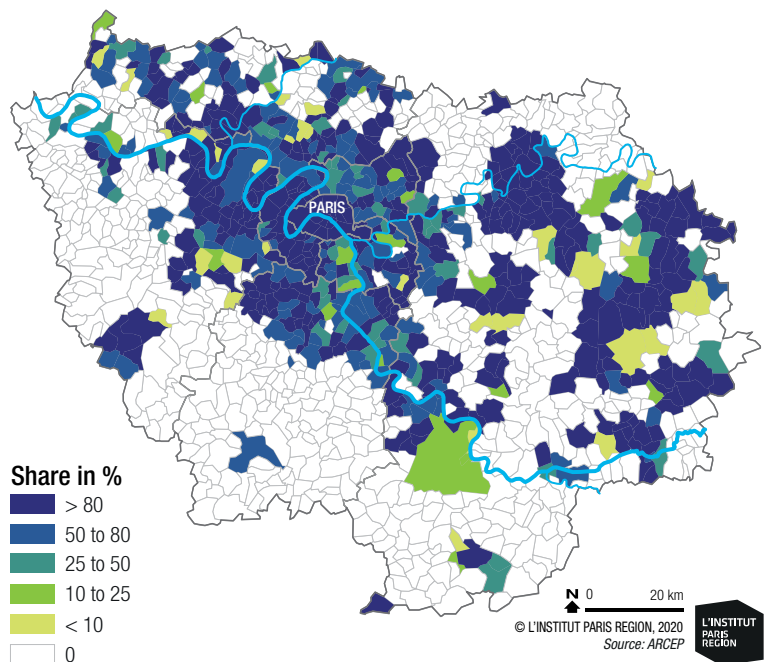 PARIS
Share in %
> 80
50 to 80
25 to 50
10 to 25
< 10
0
N 0 20 km
© L'INSTITUT PARIS REGION, 2020
Source: ARCEP
L'INSTITUT
PARIS
REGION